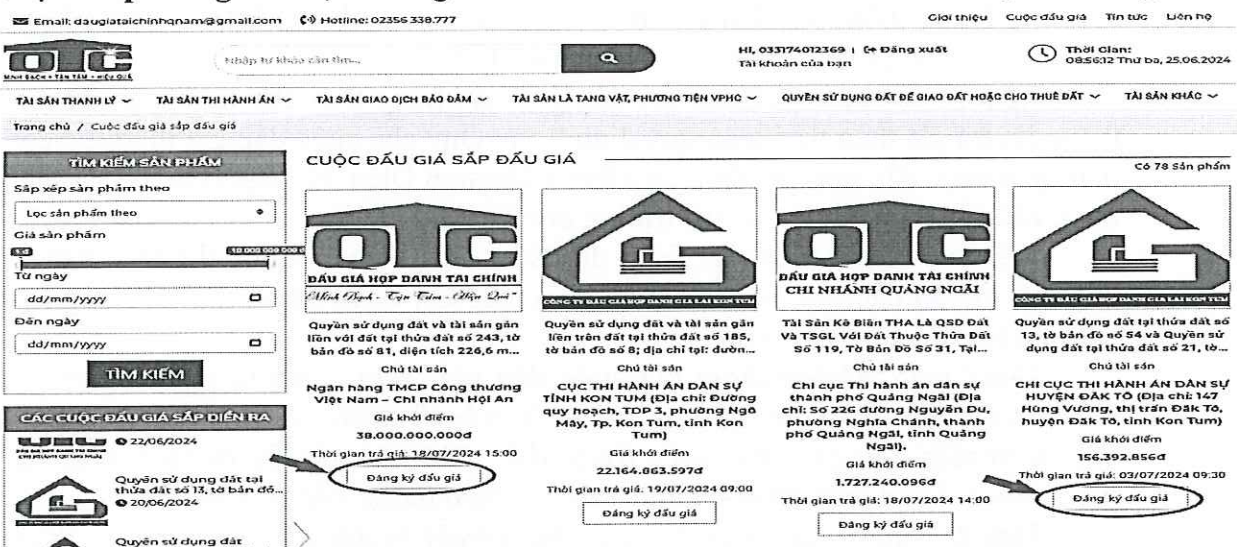 Email: daugiataichinhqnam@gmail.com
Hotline: 02356 338.777
Giới thiệu
Cuộc đấu giá
Tin tức
Liên hệ
OTC
MINH BẠCH • TẬN TÂM • HIỆU QUẢ
Nhập từ khóa cần tìm...
Hi, 033174012369 | Đăng xuất
Tài khoản của bạn
Thời Gian:
08:56:12 Thứ ba, 25.06.2024
TÀI SẢN THANH LÝ
TÀI SẢN THI HÀNH ÁN
TÀI SẢN GIAO DỊCH BẢO ĐẢM
TÀI SẢN LÀ TANG VẬT, PHƯƠNG TIỆN VPHC
QUYỀN SỬ DỤNG ĐẤT ĐỂ GIAO ĐẤT HOẶC CHO THUÊ ĐẤT
TÀI SẢN KHÁC
Trang chủ / Cuộc đấu giá sắp đấu giá
TÌM KIẾM SẢN PHẨM
Sắp xếp sản phẩm theo
Lọc sản phẩm theo
Giá sản phẩm
10 000 000 000 đ
Từ ngày
dd/mm/yyyy
Đến ngày
dd/mm/yyyy
TÌM KIẾM
CÁC CUỘC ĐẤU GIÁ SẮP DIỄN RA
22/06/2024
Quyền sử dụng đất tại
thửa đất số 13, tờ bản đồ...
20/06/2024
Quyền sử dụng đất
CUỘC ĐẤU GIÁ SẮP ĐẤU GIÁ
Có 78 Sản phẩm
OTC
ĐẤU GIÁ HỢP DANH TÀI CHÍNH
"Minh Bạch - Tận Tâm - Hiệu Quả"
Quyền sử dụng đất và tài sản gắn
liền với đất tại thửa đất số 243, tờ
bản đồ số 81, diện tích 226,6 m...
Chủ tài sản
Ngân hàng TMCP Công thương
Việt Nam – Chi nhánh Hội An
Giá khởi điểm
38.000.000.000đ
Thời gian trả giá: 18/07/2024 15:00
Đăng ký đấu giá
CÔNG TY ĐẤU GIÁ HỢP DANH GIA LAI KON TUM
Quyền sử dụng đất và tài sản gắn
liền trên đất tại thửa đất số 185,
tờ bản đồ số 8; địa chỉ tại: đườn...
Chủ tài sản
CỤC THI HÀNH ÁN DÂN SỰ
TỈNH KON TUM (Địa chỉ: Đường
quy hoạch, TDP 3, phường Ngô
Mây, Tp. Kon Tum, tỉnh Kon
Tum)
Giá khởi điểm
22.164.863.597đ
Thời gian trả giá: 19/07/2024 09:00
Đăng ký đấu giá
OTC
ĐẤU GIÁ HỢP DANH TÀI CHÍNH
CHI NHÁNH QUẢNG NGÃI
Tài Sản Kê Biên THA Là QSD Đất
Và TSGL Với Đất Thuộc Thửa Đất
Số 119, Tờ Bản Đồ Số 31, Tại...
Chủ tài sản
Chi cục Thi hành án dân sự
thành phố Quảng Ngãi (Địa
chỉ: Số 226 đường Nguyễn Du,
phường Nghĩa Chánh, thành
phố Quảng Ngãi, tỉnh Quảng
Ngãi).
Giá khởi điểm
1.727.240.096đ
Thời gian trả giá: 18/07/2024 14:00
Đăng ký đấu giá
CÔNG TY ĐẤU GIÁ HỢP DANH GIA LAI KON TUM
Quyền sử dụng đất tại thửa đất số
13, tờ bản đồ số 54 và Quyền sử
dụng đất tại thửa đất số 21, tờ...
Chủ tài sản
CHI CỤC THI HÀNH ÁN DÂN SỰ
HUYỆN ĐĂK TÔ (Địa chỉ: 147
Hùng Vương, thị trấn Đăk Tô,
huyện Đăk Tô, tỉnh Kon Tum)
Giá khởi điểm
156.392.856đ
Thời gian trả giá: 03/07/2024 09:30
Đăng ký đấu giá